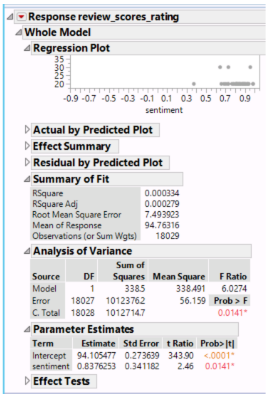 Response review_scores_rating
Whole Model
Regression Plot
35
30
25
20
-0.9 -0.7 -0.5 -0.3 -0.1 0.1 0.3 0.5 0.7 0.9
sentiment
Actual by Predicted Plot
Effect Summary
Residual by Predicted Plot
Summary of Fit
RSquare 0.000334
RSquare Adj 0.000279
Root Mean Square Error 7.493923
Mean of Response 94.76316
Observations (or Sum Wgts) 18029
Analysis of Variance
Sum of
Source DF Squares Mean Square F Ratio
Model 1 338.5 338.491 6.0274
Error 18027 1012376.2 56.159 Prob > F
C. Total 18028 1012714.7 0.0141*
Parameter Estimates
Term Estimate Std Error t Ratio Prob>|t|
Intercept 94.105477 0.273639 343.90 <.0001*
sentiment 0.8376253 0.341182 2.46 0.0141*
Effect Tests